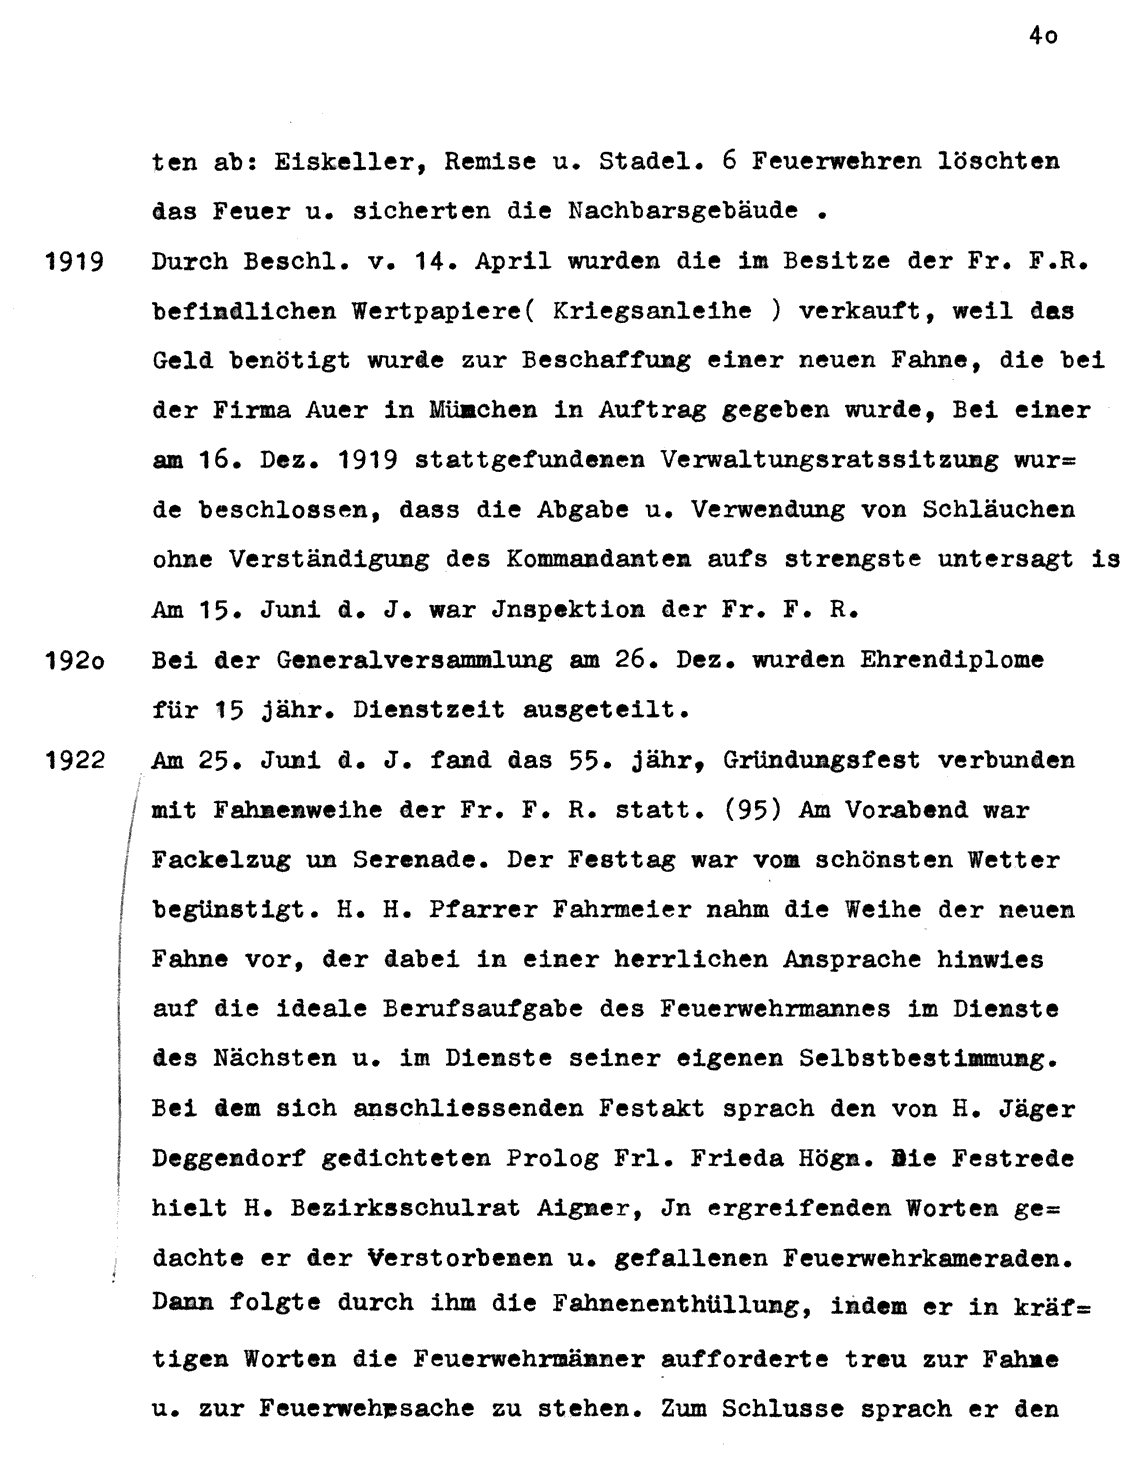 4o
ten ab: Eiskeller, Remise u. Stadel. 6 Feuerwehren löschten
das Feuer u. sicherten die Nachbarsgebäude .
1919 Durch Beschl. v. 14. April wurden die im Besitze der Fr. F.R.
befindlichen Wertpapiere( Kriegsanleihe ) verkauft, weil das
Geld benötigt wurde zur Beschaffung einer neuen Fahne, die bei
der Firma Auer in München in Auftrag gegeben wurde, Bei einer
am 16. Dez. 1919 stattgefundenen Verwaltungsratssitzung wur=
de beschlossen, dass die Abgabe u. Verwendung von Schläuchen
ohne Verständigung des Kommandanten aufs strengste untersagt is
Am 15. Juni d. J. war Jnspektion der Fr. F. R.
192o Bei der Generalversammlung am 26. Dez. wurden Ehrendiplome
für 15 jähr. Dienstzeit ausgeteilt.
1922 Am 25. Juni d. J. fand das 55. jähr, Gründungsfest verbunden
mit Fahnenweihe der Fr. F. R. statt. (95) Am Vorabend war
Fackelzug un Serenade. Der Festtag war vom schönsten Wetter
begünstigt. H. H. Pfarrer Fahrmeier nahm die Weihe der neuen
Fahne vor, der dabei in einer herrlichen Ansprache hinwies
auf die ideale Berufsaufgabe des Feuerwehrmannes im Dienste
des Nächsten u. im Dienste seiner eigenen Selbstbestimmung.
Bei dem sich anschliessenden Festakt sprach den von H. Jäger
Deggendorf gedichteten Prolog Frl. Frieda Högn. Die Festrede
hielt H. Bezirksschulrat Aigner, Jn ergreifenden Worten ge=
dachte er der Verstorbenen u. gefallenen Feuerwehrkameraden.
Dann folgte durch ihm die Fahnenenthüllung, indem er in kräf=
tigen Worten die Feuerwehrmänner aufforderte treu zur Fahne
u. zur Feuerwehrsache zu stehen. Zum Schlusse sprach er den